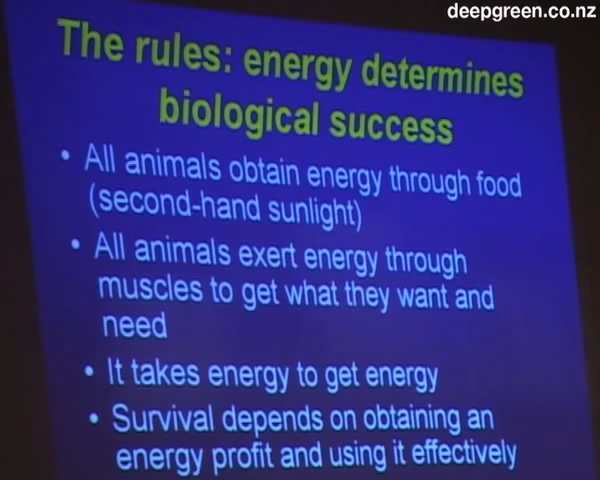 deepgreen.co.nz
The rules: energy determines
biological success
• All animals obtain energy through food
(second-hand sunlight)
• All animals exert energy through
muscles to get what they want and
need
• It takes energy to get energy
• Survival depends on obtaining an
energy profit and using it effectively